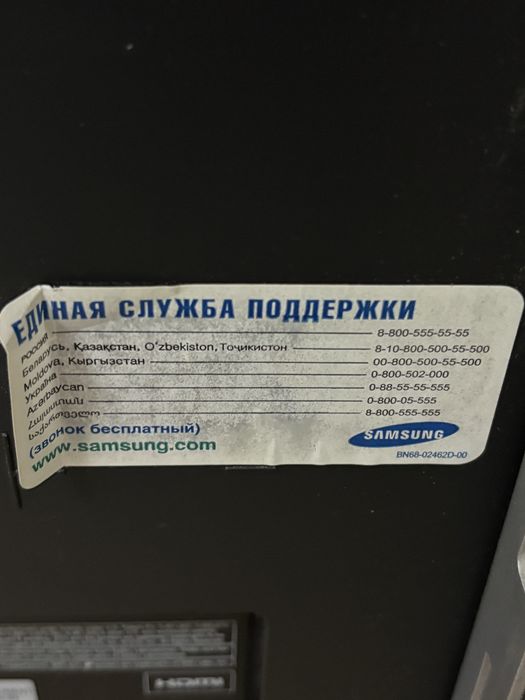 ЕДИНАЯ СЛУЖБА ПОДДЕРЖКИ
Россия 8-800-555-55-55
Беларусь, Қазақстан, O'zbekiston, Тоҷикистон 8-10-800-500-55-500
Moldova, Кыргызстан 00-800-500-55-500
Україна 0-800-502-000
Azərbaycan 0-88-55-55-555
Հայաստան 0-800-05-555
საქართველო 8-800-555-555
(звонок бесплатный)
www.samsung.com
SAMSUNG
BN68-02462D-00
HDMI